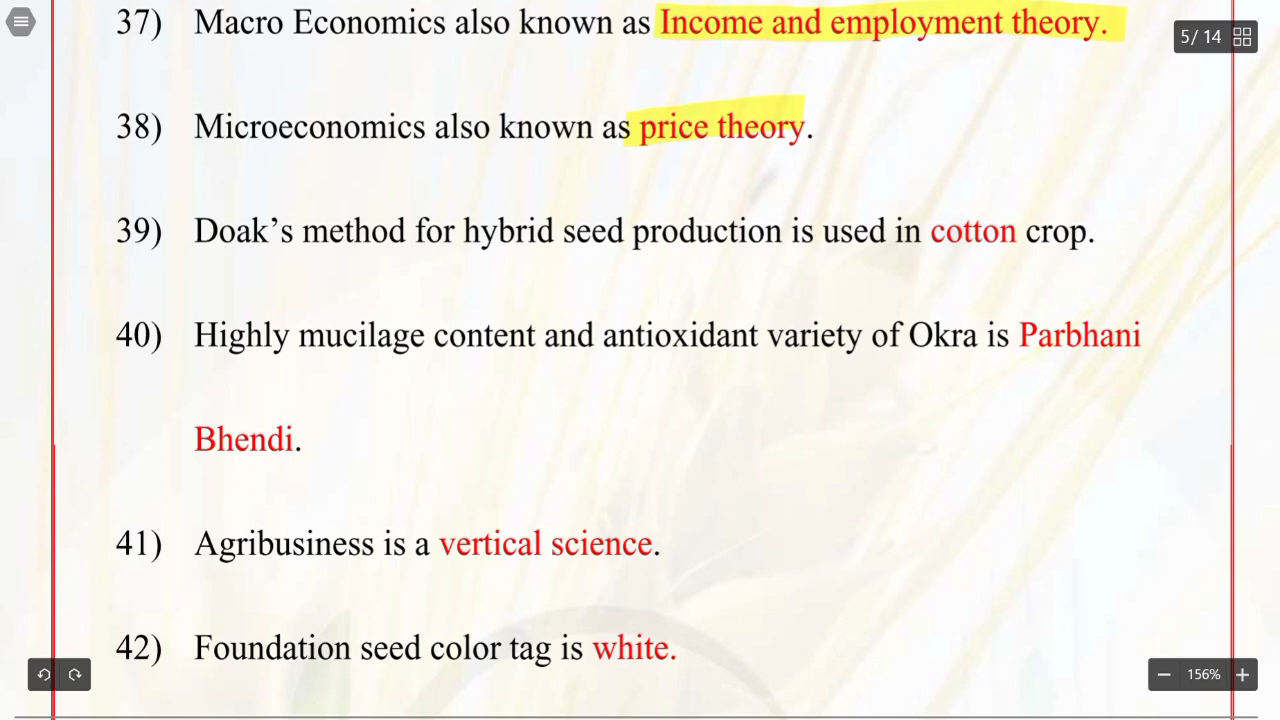 37) Macro Economics also known as Income and employment theory.
5 / 14
38) Microeconomics also known as price theory.
39) Doak’s method for hybrid seed production is used in cotton crop.
40) Highly mucilage content and antioxidant variety of Okra is Parbhani
Bhendi.
41) Agribusiness is a vertical science.
42) Foundation seed color tag is white.
156%